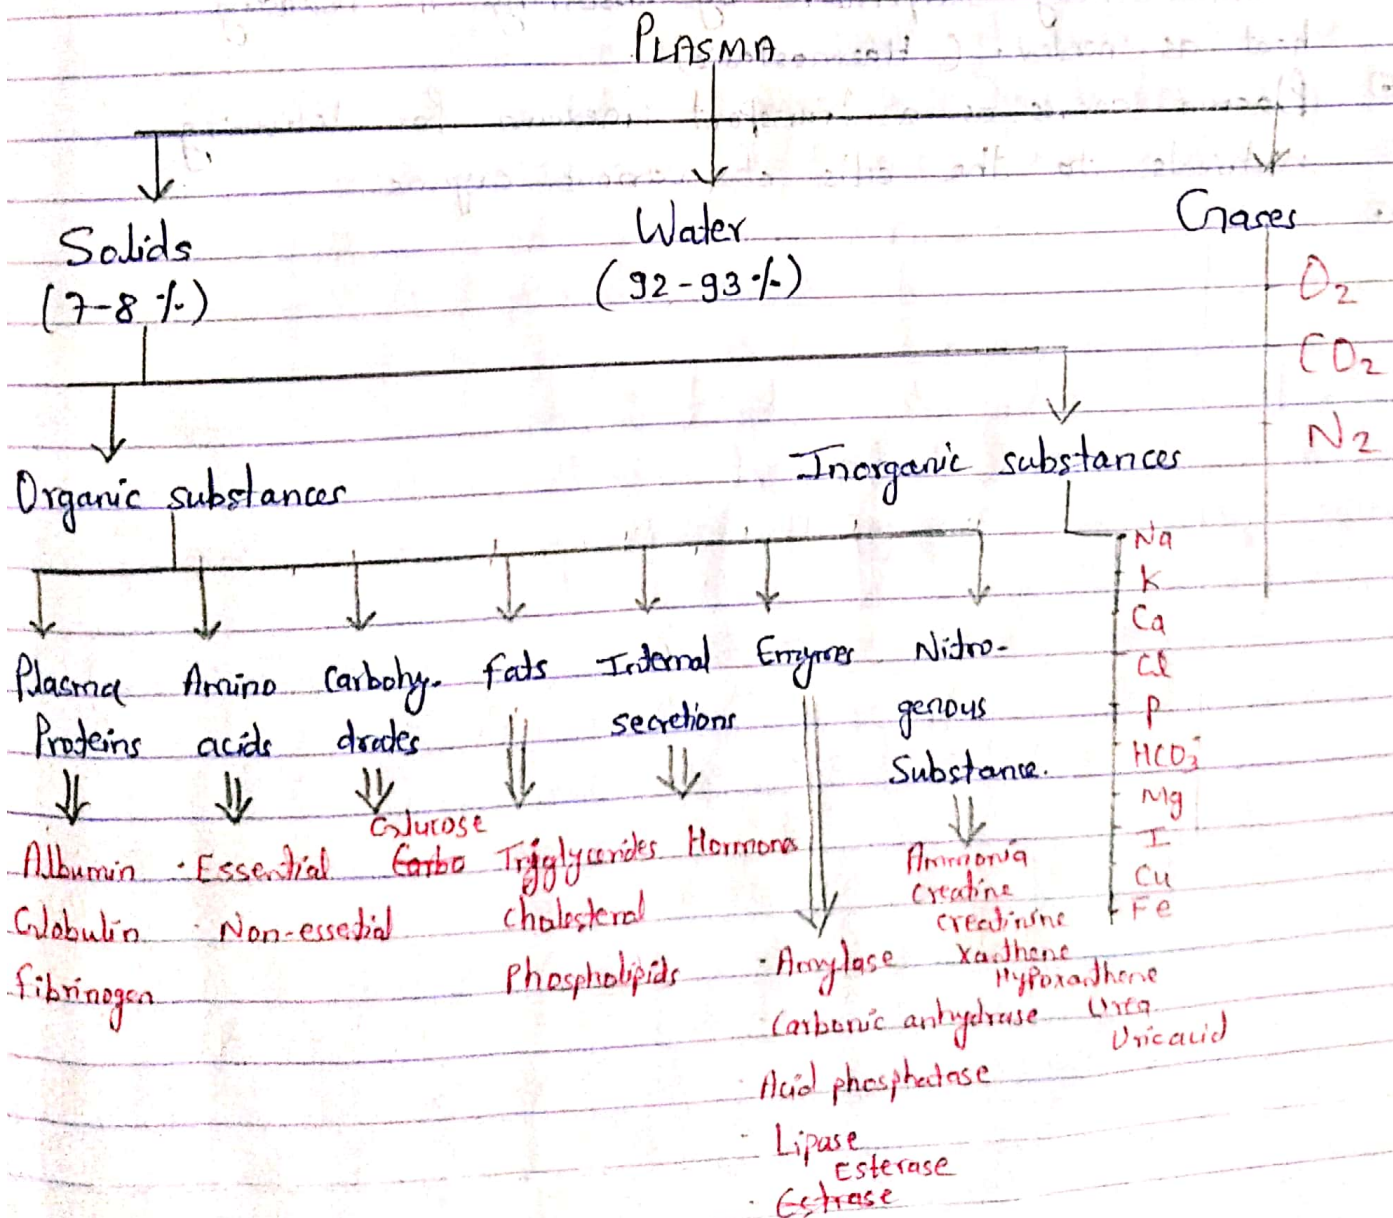 PLASMA
Solids
(7-8 %)
Water
(92-93 %)
Gases
O2
CO2
N2
Organic substances
Inorganic substances
Na
K
Ca
Cl
P
HCO3-
Mg
I
Cu
Fe
Plasma
Proteins
Albumin
Globulin
fibrinogen
Amino
acids
Essential
Non-essetial
Carbohy-
drates
Glucose
Carbo
fats
Triglycerides
Cholesteral
Phospholipids
Internal
secretions
Hormones
Enzymes
Amylase
Carbonic anhydrase
Acid phosphatase
Lipase
Esterase
Estrase
Nitro-
genous
Substance.
Ammonia
Creatine
Creatinine
Xanthene
Hypoxanthene
Urea
Uric acid